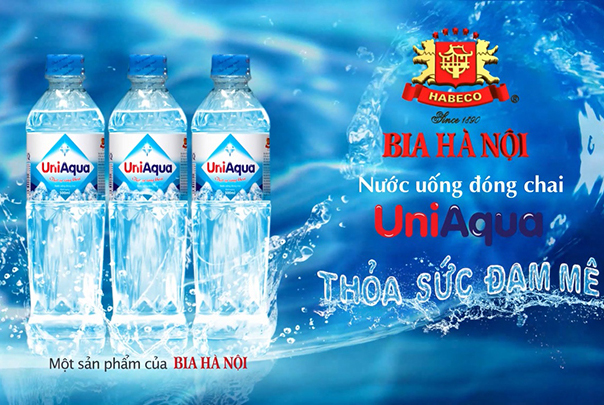 UniAqua
UniAqua
UniAqua
Một sản phẩm của BIA HÀ NỘI
HABECO
®
Since 1890
BIA HÀ NỘI
Nước uống đóng chai
UniAqua
THỎA SỨC ĐAM MÊ